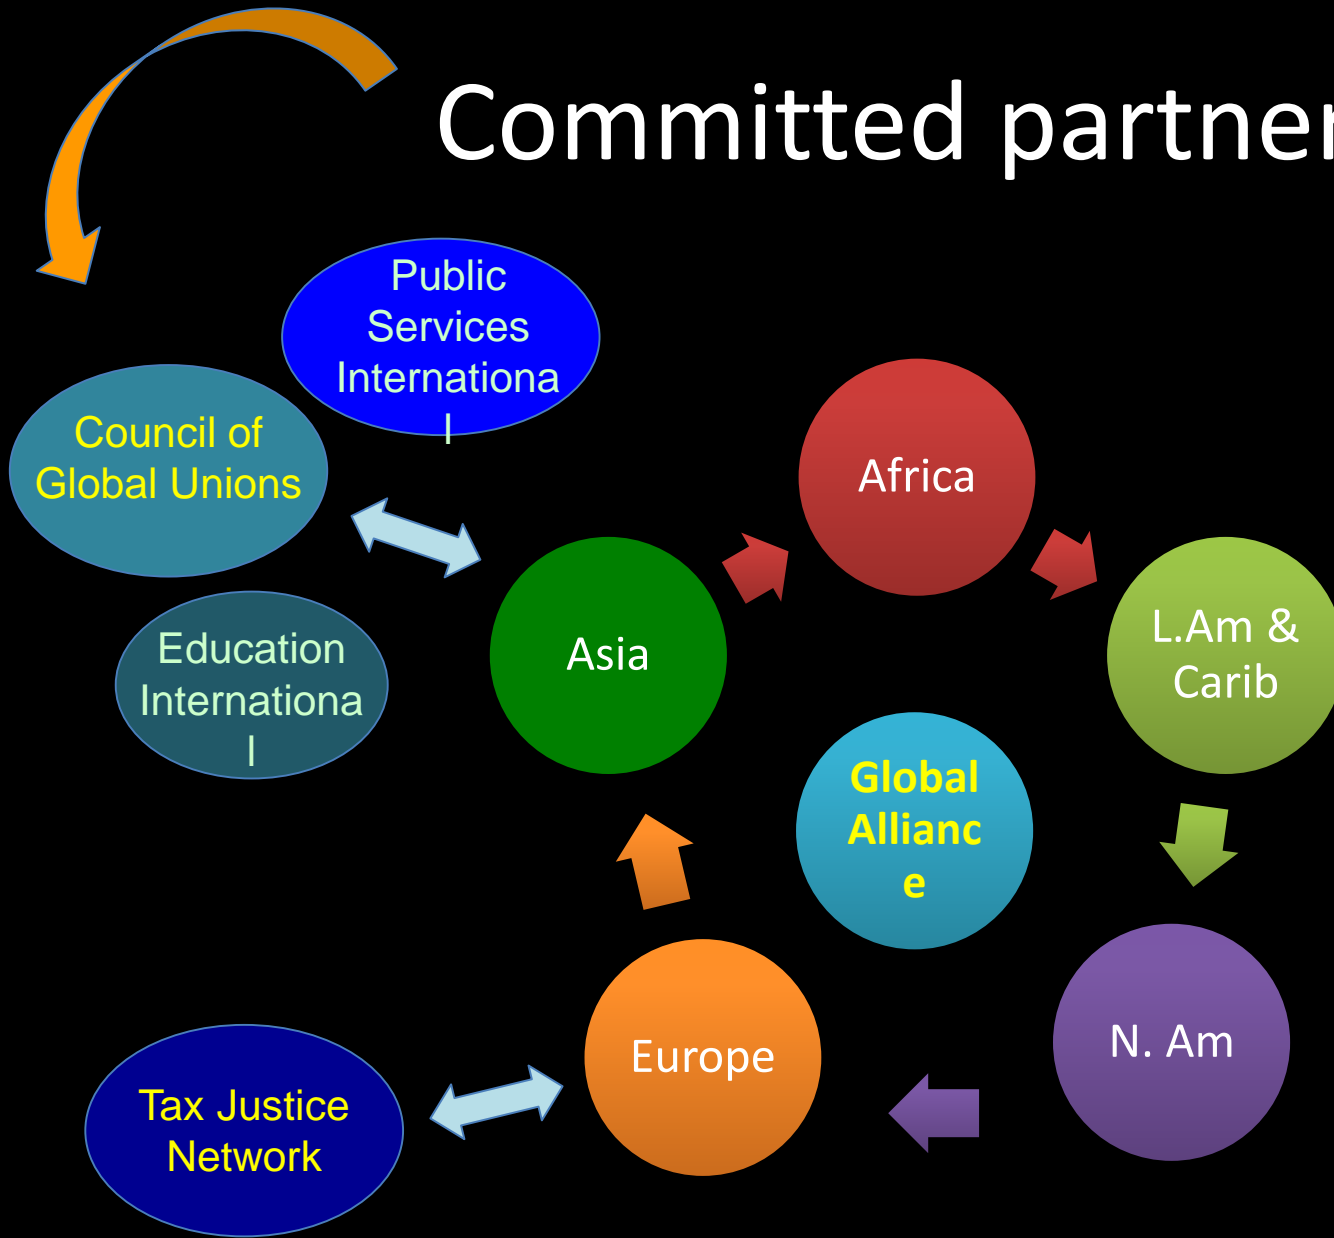 Committed partner
Public
Services
Internationa
l
Council of
Global Unions
Africa
Education
Internationa
l
Asia
L.Am &
Carib
Global
Allianc
e
Europe
N. Am
Tax Justice
Network